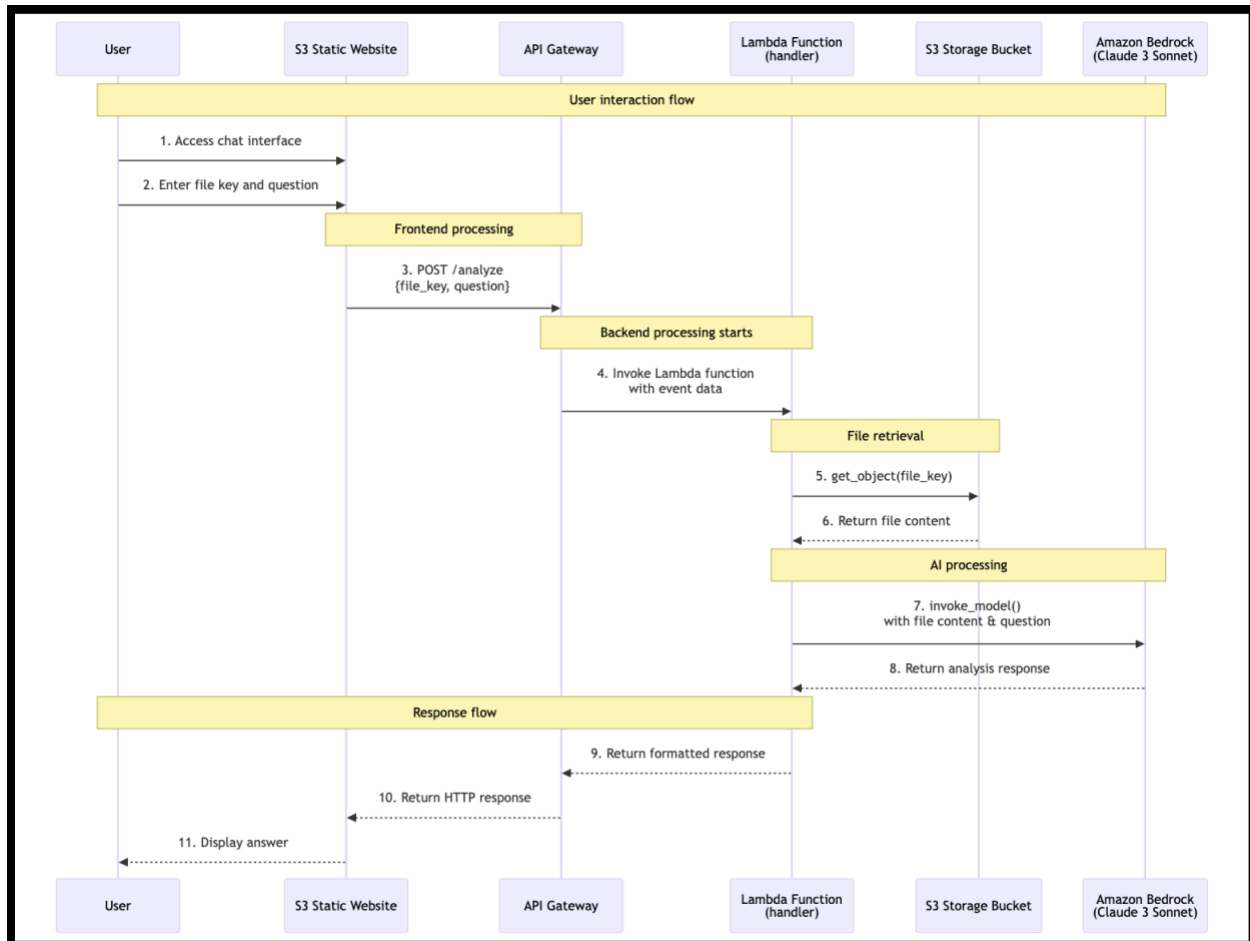 User
S3 Static Website
API Gateway
Lambda Function
(handler)
S3 Storage Bucket
Amazon Bedrock
(Claude 3 Sonnet)
User interaction flow
1. Access chat interface
2. Enter file key and question
Frontend processing
3. POST /analyze
{file_key, question}
Backend processing starts
4. Invoke Lambda function
with event data
File retrieval
5. get_object(file_key)
6. Return file content
AI processing
7. invoke_model()
with file content & question
8. Return analysis response
Response flow
9. Return formatted response
10. Return HTTP response
11. Display answer
User
S3 Static Website
API Gateway
Lambda Function
(handler)
S3 Storage Bucket
Amazon Bedrock
(Claude 3 Sonnet)